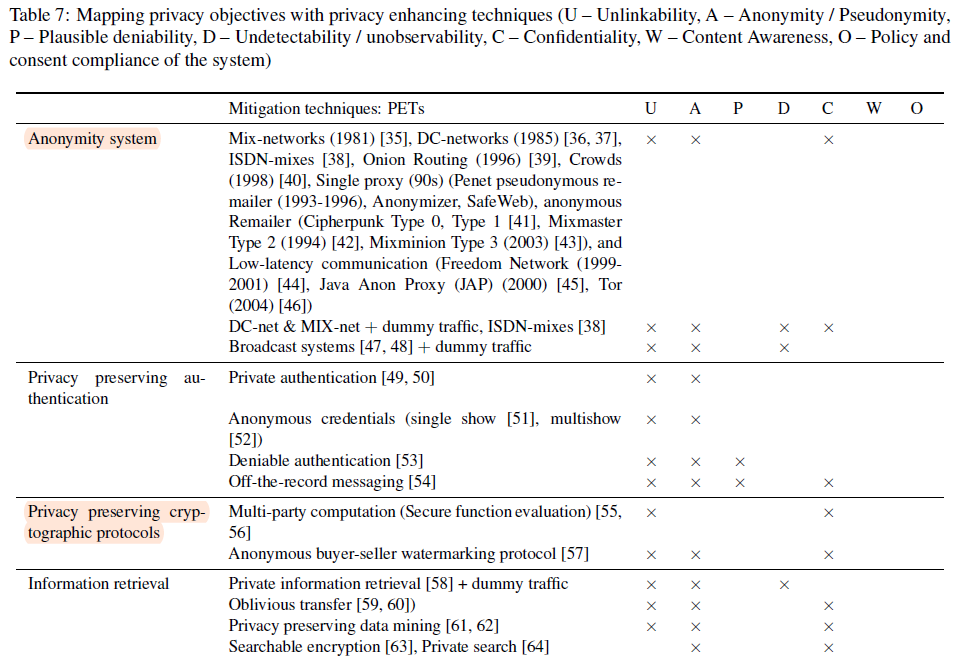 Table 7: Mapping privacy objectives with privacy enhancing techniques (U – Unlinkability, A – Anonymity / Pseudonymity,
P – Plausible deniability, D – Undetectability / unobservability, C – Confidentiality, W – Content Awareness, O – Policy and
consent compliance of the system)
Mitigation techniques: PETs U A P D C W O
Anonymity system Mix-networks (1981) [35], DC-networks (1985) [36, 37], × × ×
ISDN-mixes [38], Onion Routing (1996) [39], Crowds
(1998) [40], Single proxy (90s) (Penet pseudonymous re-
mailer (1993-1996), Anonymizer, SafeWeb), anonymous
Remailer (Cipherpunk Type 0, Type 1 [41], Mixmaster
Type 2 (1994) [42], Mixminion Type 3 (2003) [43]), and
Low-latency communication (Freedom Network (1999-
2001) [44], Java Anon Proxy (JAP) (2000) [45], Tor
(2004) [46])
DC-net & MIX-net + dummy traffic, ISDN-mixes [38] × × × ×
Broadcast systems [47, 48] + dummy traffic × × ×
Privacy preserving au- Private authentication [49, 50] × ×
thentication
Anonymous credentials (single show [51], multishow × ×
[52])
Deniable authentication [53] × × ×
Off-the-record messaging [54] × × × ×
Privacy preserving cryp- Multi-party computation (Secure function evaluation) [55, × ×
tographic protocols 56]
Anonymous buyer-seller watermarking protocol [57] × × ×
Information retrieval Private information retrieval [58] + dummy traffic × × ×
Oblivious transfer [59, 60]) × × ×
Privacy preserving data mining [61, 62] × × ×
Searchable encryption [63], Private search [64] × ×